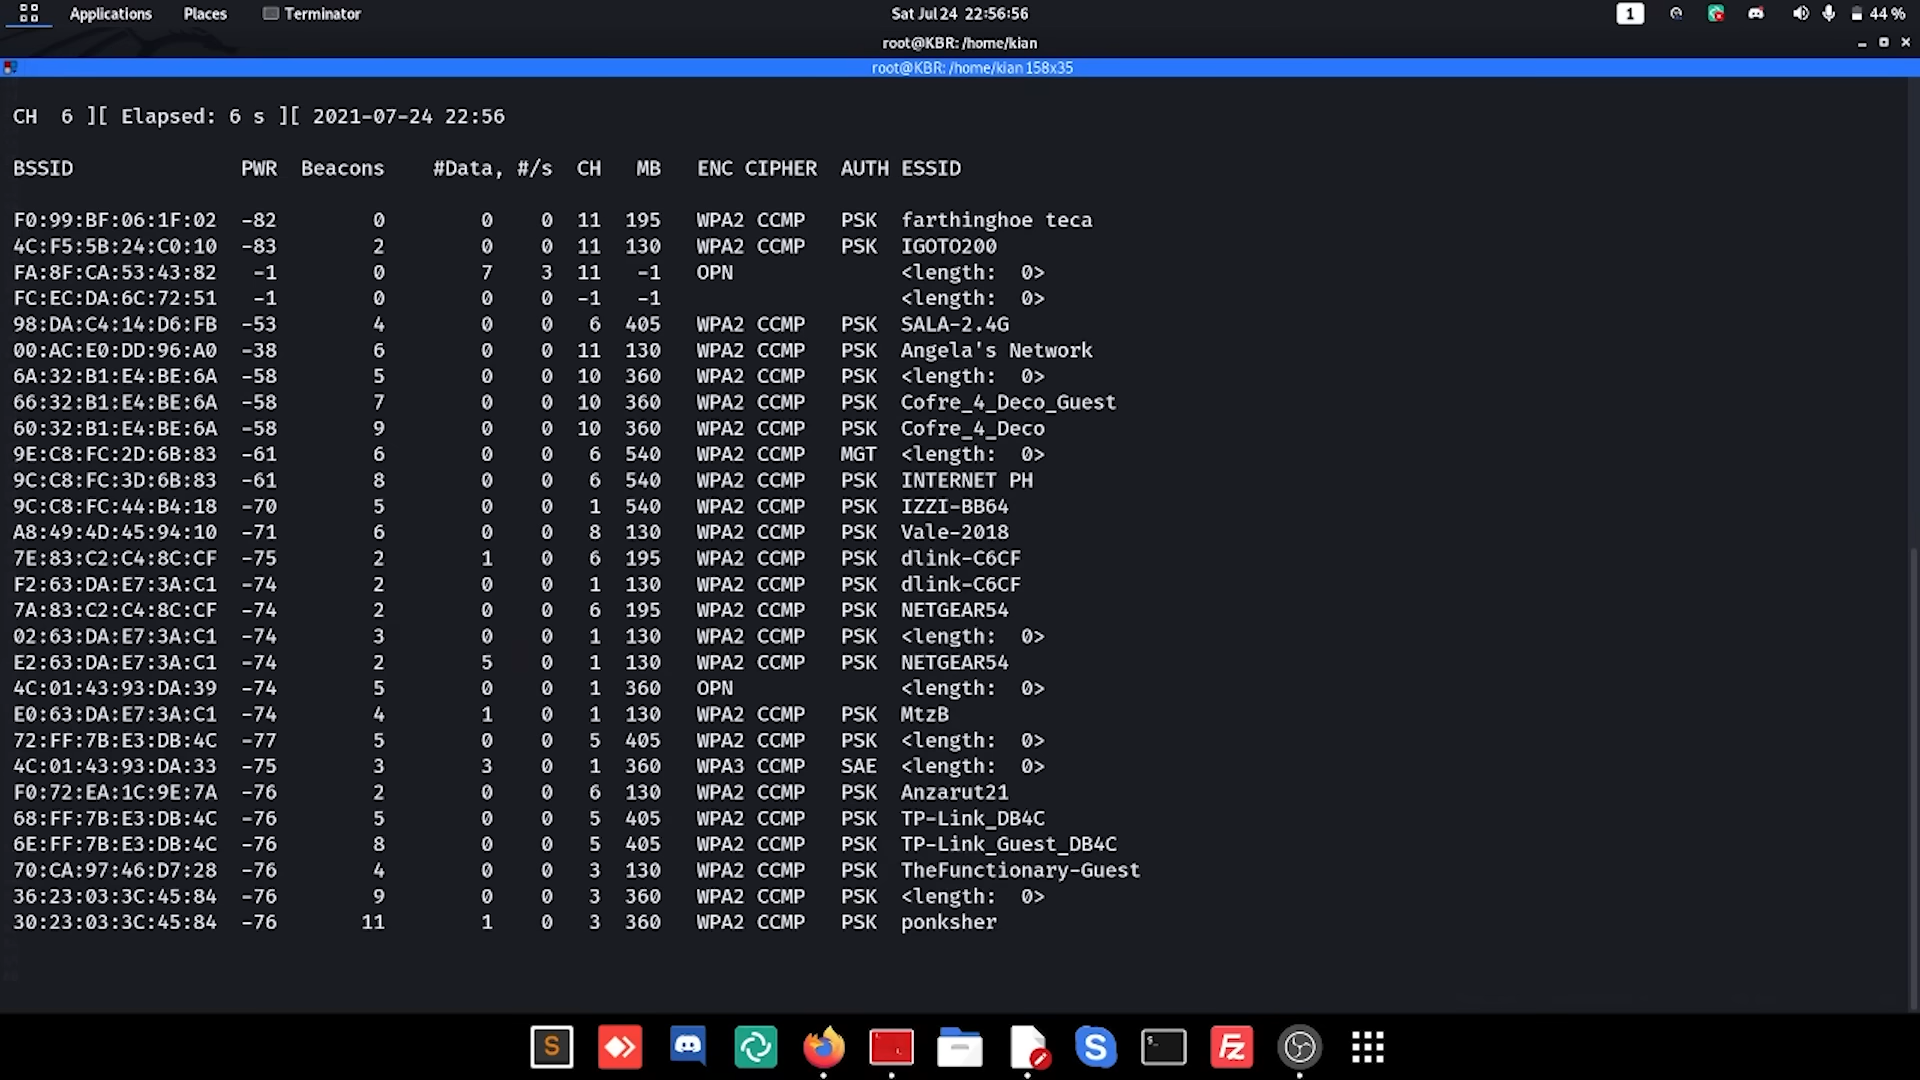 Applications Places Terminator Sat Jul 24 22:56:56 1 44 %
root@KBR: /home/kian
root@KBR: /home/kian 158x35
CH 6 ][ Elapsed: 6 s ][ 2021-07-24 22:56
BSSID PWR Beacons #Data, #/s CH MB ENC CIPHER AUTH ESSID
F0:99:BF:06:1F:02 -82 0 0 0 11 195 WPA2 CCMP PSK farthinghoe teca
4C:F5:5B:24:C0:10 -83 2 0 0 11 130 WPA2 CCMP PSK IGOTO200
FA:8F:CA:53:43:82 -1 0 7 3 11 -1 OPN <length: 0>
FC:EC:DA:6C:72:51 -1 0 0 0 -1 -1 <length: 0>
98:DA:C4:14:D6:FB -53 4 0 0 6 405 WPA2 CCMP PSK SALA-2.4G
00:AC:E0:DD:96:A0 -38 6 0 0 11 130 WPA2 CCMP PSK Angela's Network
6A:32:B1:E4:BE:6A -58 5 0 0 10 360 WPA2 CCMP PSK <length: 0>
66:32:B1:E4:BE:6A -58 7 0 0 10 360 WPA2 CCMP PSK Cofre_4_Deco_Guest
60:32:B1:E4:BE:6A -58 9 0 0 10 360 WPA2 CCMP PSK Cofre_4_Deco
9E:C8:FC:2D:6B:83 -61 6 0 0 6 540 WPA2 CCMP MGT <length: 0>
9C:C8:FC:3D:6B:83 -61 8 0 0 6 540 WPA2 CCMP PSK INTERNET PH
9C:C8:FC:44:B4:18 -70 5 0 0 1 540 WPA2 CCMP PSK IZZI-BB64
A8:49:4D:45:94:10 -71 6 0 0 8 130 WPA2 CCMP PSK Vale-2018
7E:83:C2:C4:8C:CF -75 2 1 0 6 195 WPA2 CCMP PSK dlink-C6CF
F2:63:DA:E7:3A:C1 -74 2 0 0 1 130 WPA2 CCMP PSK dlink-C6CF
7A:83:C2:C4:8C:CF -74 2 0 0 6 195 WPA2 CCMP PSK NETGEAR54
02:63:DA:E7:3A:C1 -74 3 0 0 1 130 WPA2 CCMP PSK <length: 0>
E2:63:DA:E7:3A:C1 -74 2 5 0 1 130 WPA2 CCMP PSK NETGEAR54
4C:01:43:93:DA:39 -74 5 0 0 1 360 OPN <length: 0>
E0:63:DA:E7:3A:C1 -74 4 1 0 1 130 WPA2 CCMP PSK MtzB
72:FF:7B:E3:DB:4C -77 5 0 0 5 405 WPA2 CCMP PSK <length: 0>
4C:01:43:93:DA:33 -75 3 3 0 1 360 WPA3 CCMP SAE <length: 0>
F0:72:EA:1C:9E:7A -76 2 0 0 6 130 WPA2 CCMP PSK Anzarut21
68:FF:7B:E3:DB:4C -76 5 0 0 5 405 WPA2 CCMP PSK TP-Link_DB4C
6E:FF:7B:E3:DB:4C -76 8 0 0 5 405 WPA2 CCMP PSK TP-Link_Guest_DB4C
70:CA:97:46:D7:28 -76 4 0 0 3 130 WPA2 CCMP PSK TheFunctionary-Guest
36:23:03:3C:45:84 -76 9 0 0 3 360 WPA2 CCMP PSK <length: 0>
30:23:03:3C:45:84 -76 11 1 0 3 360 WPA2 CCMP PSK ponksher